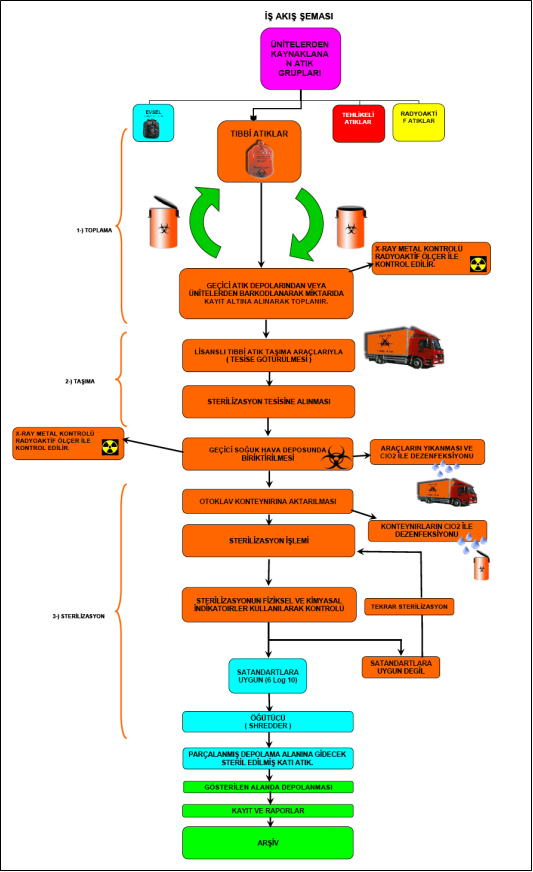 İŞ AKIŞ ŞEMASI
ÜNİTELERDEN
KAYNAKLANA
N ATIK
GRUPLARI
EVSEL
TIBBİ ATIKLAR
TEHLİKELİ
ATIKLAR
RADYOAKTİ
F ATIKLAR
1-) TOPLAMA
X-RAY METAL KONTROLÜ
RADYOAKTİF ÖLÇER İLE
KONTROL EDİLİR.
GEÇİCİ ATIK DEPOLARINDAN VEYA
ÜNİTELERDEN BARKODLANARAK MİKTARIDA
KAYIT ALTINA ALINARAK TOPLANIR.
2-) TAŞIMA
LİSANSLI TIBBİ ATIK TAŞIMA ARAÇLARIYLA
( TESİSE GÖTÜRÜLMESİ )
STERİLİZASYON TESİSİNE ALINMASI
X-RAY METAL KONTROLÜ
RADYOAKTİF ÖLÇER İLE
KONTROL EDİLİR.
GEÇİCİ SOĞUK HAVA DEPOSUNDA
BİRİKTİRİLMESİ
ARAÇLARIN YIKANMASI VE
ClO2 İLE DEZENFEKSİYONU
3-) STERİLİZASYON
OTOKLAV KONTEYNIRINA AKTARILMASI
KONTEYNIRLARIN ClO2 İLE
DEZENFEKSİYONU
STERİLİZASYON İŞLEMİ
STERİLİZASYONUN FİZİKSEL VE KİMYASAL
İNDİKATOIRLER KULLANILARAK KONTROLÜ
TEKRAR STERİLİZASYON
SATANDARTLARA
UYGUN (6 Log 10)
SATANDARTLARA
UYGUN DEĞİL
ÖĞÜTÜCÜ
( SHREDDER )
PARÇALANMIŞ DEPOLAMA ALANINA GİDECEK
STERİL EDİLMİŞ KATI ATIK.
GÖSTERİLEN ALANDA DEPOLANMASI
KAYIT VE RAPORLAR
ARŞİV